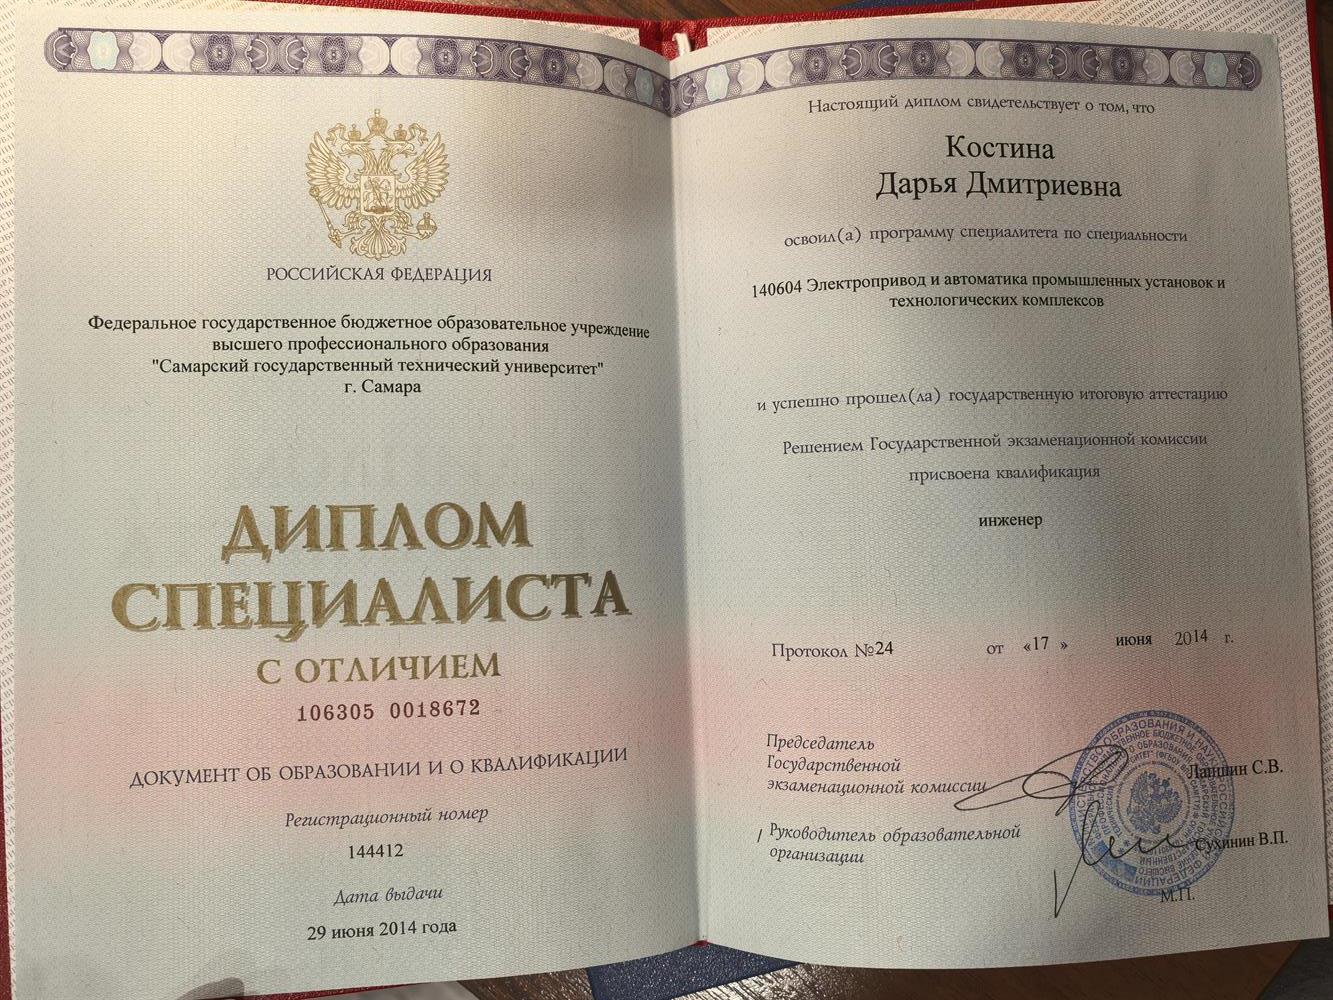 РОССИЙСКАЯ ФЕДЕРАЦИЯ
Федеральное государственное бюджетное образовательное учреждение
высшего профессионального образования
"Самарский государственный технический университет"
г. Самара
ДИПЛОМ
СПЕЦИАЛИСТА
С ОТЛИЧИЕМ
106305 0018672
ДОКУМЕНТ ОБ ОБРАЗОВАНИИ И О КВАЛИФИКАЦИИ
Регистрационный номер
144412
Дата выдачи
29 июня 2014 года
Настоящий диплом свидетельствует о том, что
Костина
Дарья Дмитриевна
освоил(а) программу специалитета по специальности
140604 Электропривод и автоматика промышленных установок и
технологических комплексов
и успешно прошел(ла) государственную итоговую аттестацию
Решением Государственной экзаменационной комиссии
присвоена квалификация
инженер
Протокол №24 от «17 » июня 2014 г.
Председатель
Государственной
экзаменационной комиссии
Лапшин С.В.
/ Руководитель образовательной
организации
Сухинин В.П.
М.П.